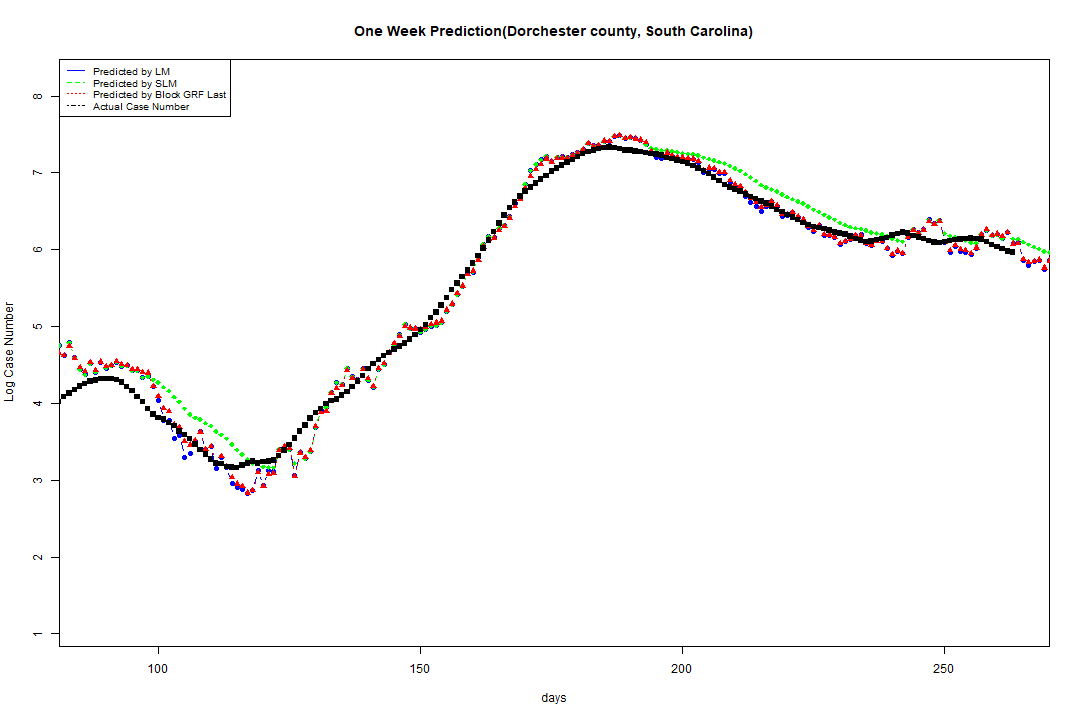 One Week Prediction(Dorchester county, South Carolina)
Predicted by LM
Predicted by SLM
Predicted by Block GRF Last
Actual Case Number
8
7
6
5
4
3
2
1
Log Case Number
100
150
200
250
days